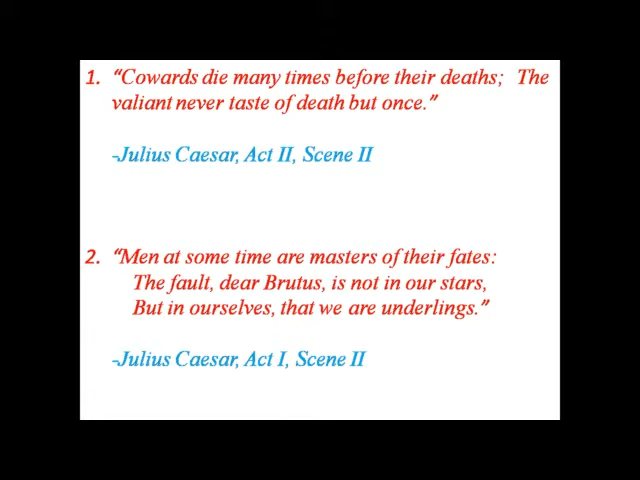 1. “Cowards die many times before their deaths; The
valiant never taste of death but once.”
-Julius Caesar, Act II, Scene II
2. “Men at some time are masters of their fates:
The fault, dear Brutus, is not in our stars,
But in ourselves, that we are underlings.”
-Julius Caesar, Act I, Scene II